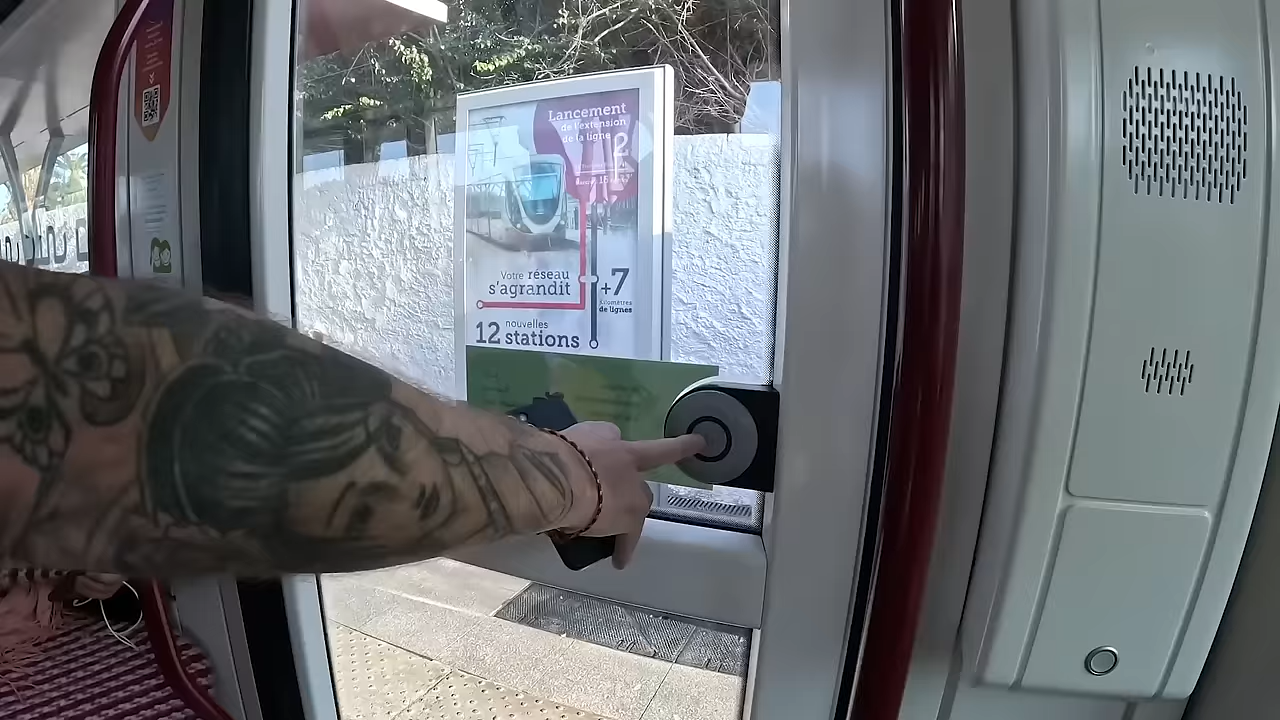 Lancement
de l'extension
de la ligne
2
Votre réseau
s'agrandit
+7
kilomètres
de lignes
12 nouvelles
stations